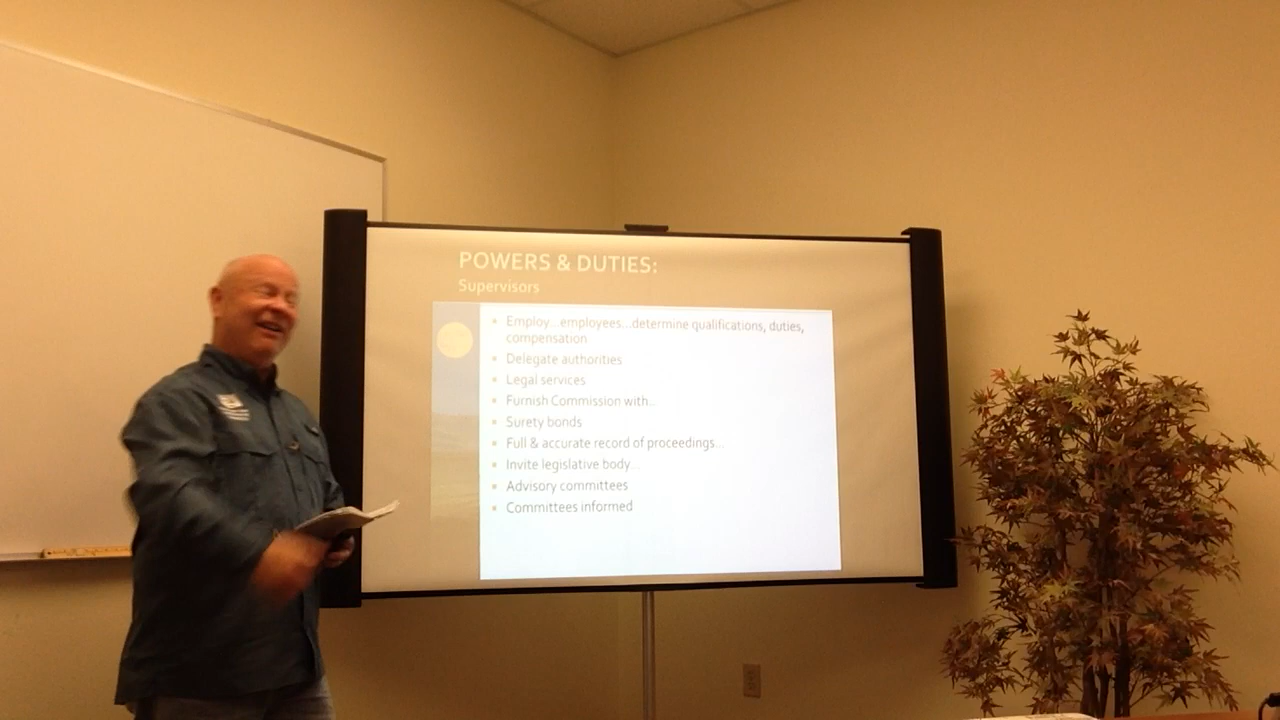 POWERS & DUTIES:
Supervisors
Employ...employees...determine qualifications, duties,
compensation
Delegate authorities
Legal services
Furnish Commission with...
Surety bonds
Full & accurate record of proceedings...
Invite legislative body...
Advisory committees
Committees informed